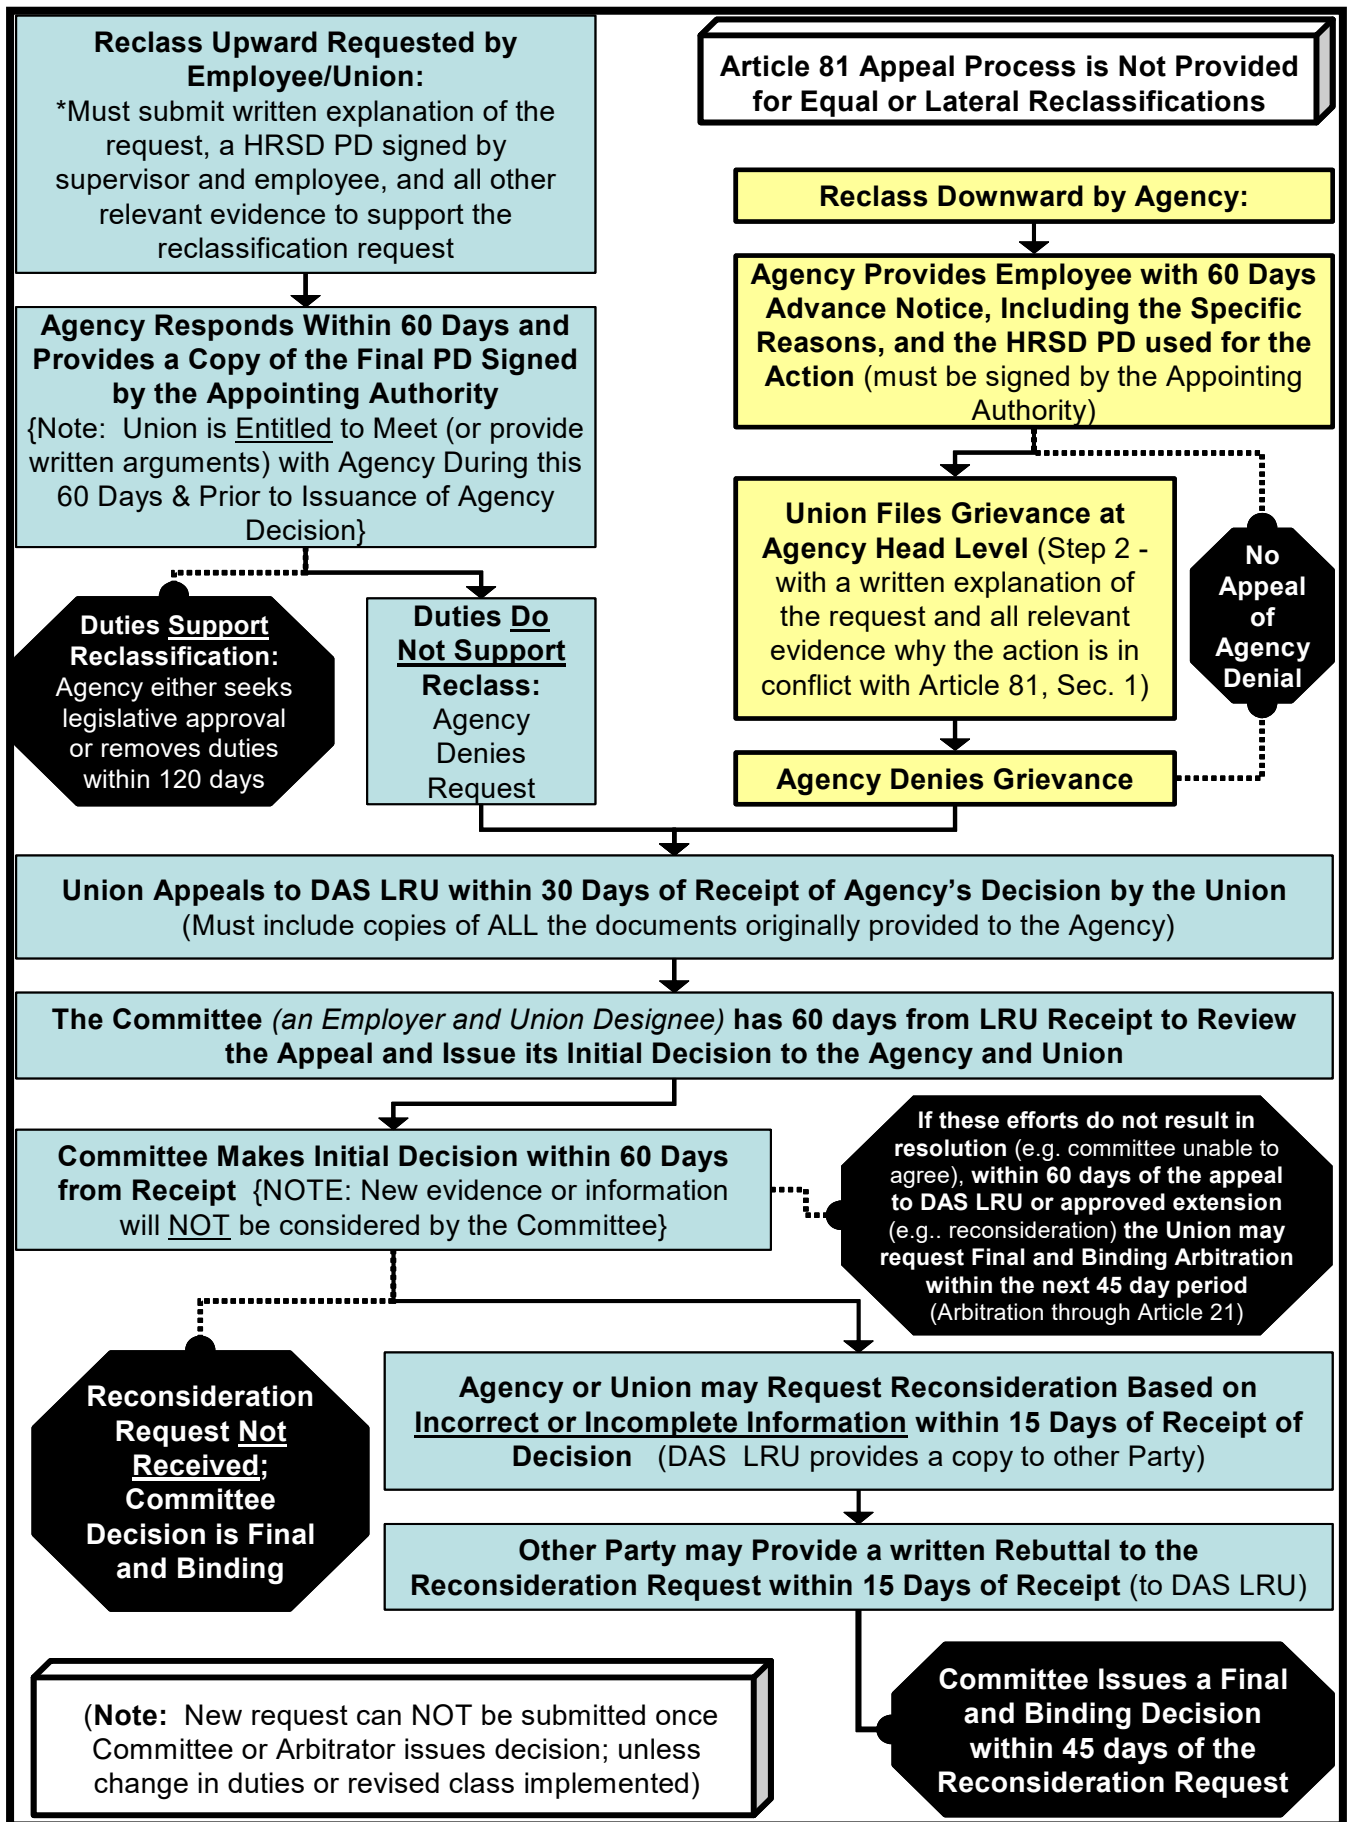 Reclass Upward Requested by
Employee/Union:
*Must submit written explanation of the
request, a HRSD PD signed by
supervisor and employee, and all other
relevant evidence to support the
reclassification request
Article 81 Appeal Process is Not Provided
for Equal or Lateral Reclassifications
Reclass Downward by Agency:
Agency Provides Employee with 60 Days
Advance Notice, Including the Specific
Reasons, and the HRSD PD used for the
Action (must be signed by the Appointing
Authority)
Agency Responds Within 60 Days and
Provides a Copy of the Final PD Signed
by the Appointing Authority
{Note:  Union is Entitled to Meet (or provide
written arguments) with Agency During this
60 Days & Prior to Issuance of Agency
Decision}
Union Files Grievance at
Agency Head Level (Step 2 -
with a written explanation of
the request and all relevant
evidence why the action is in
conflict with Article 81, Sec. 1)
No
Appeal
of
Agency
Denial
Duties Support
Reclassification:
Agency either seeks
legislative approval
or removes duties
within 120 days
Duties Do
Not Support
Reclass:
Agency
Denies
Request
Agency Denies Grievance
Union Appeals to DAS LRU within 30 Days of Receipt of Agency's Decision by the Union
(Must include copies of ALL the documents originally provided to the Agency)
The Committee (an Employer and Union Designee) has 60 days from LRU Receipt to Review
the Appeal and Issue its Initial Decision to the Agency and Union
Committee Makes Initial Decision within 60 Days
from Receipt  {NOTE: New evidence or information
will NOT be considered by the Committee}
If these efforts do not result in
resolution (e.g. committee unable to
agree), within 60 days of the appeal
to DAS LRU or approved extension
(e.g.. reconsideration) the Union may
request Final and Binding Arbitration
within the next 45 day period
(Arbitration through Article 21)
Reconsideration
Request Not
Received;
Committee
Decision is Final
and Binding
Agency or Union may Request Reconsideration Based on
Incorrect or Incomplete Information within 15 Days of Receipt of
Decision   (DAS  LRU provides a copy to other Party)
Other Party may Provide a written Rebuttal to the
Reconsideration Request within 15 Days of Receipt (to DAS LRU)
Committee Issues a Final
and Binding Decision
within 45 days of the
Reconsideration Request
(Note:  New request can NOT be submitted once
Committee or Arbitrator issues decision; unless
change in duties or revised class implemented)